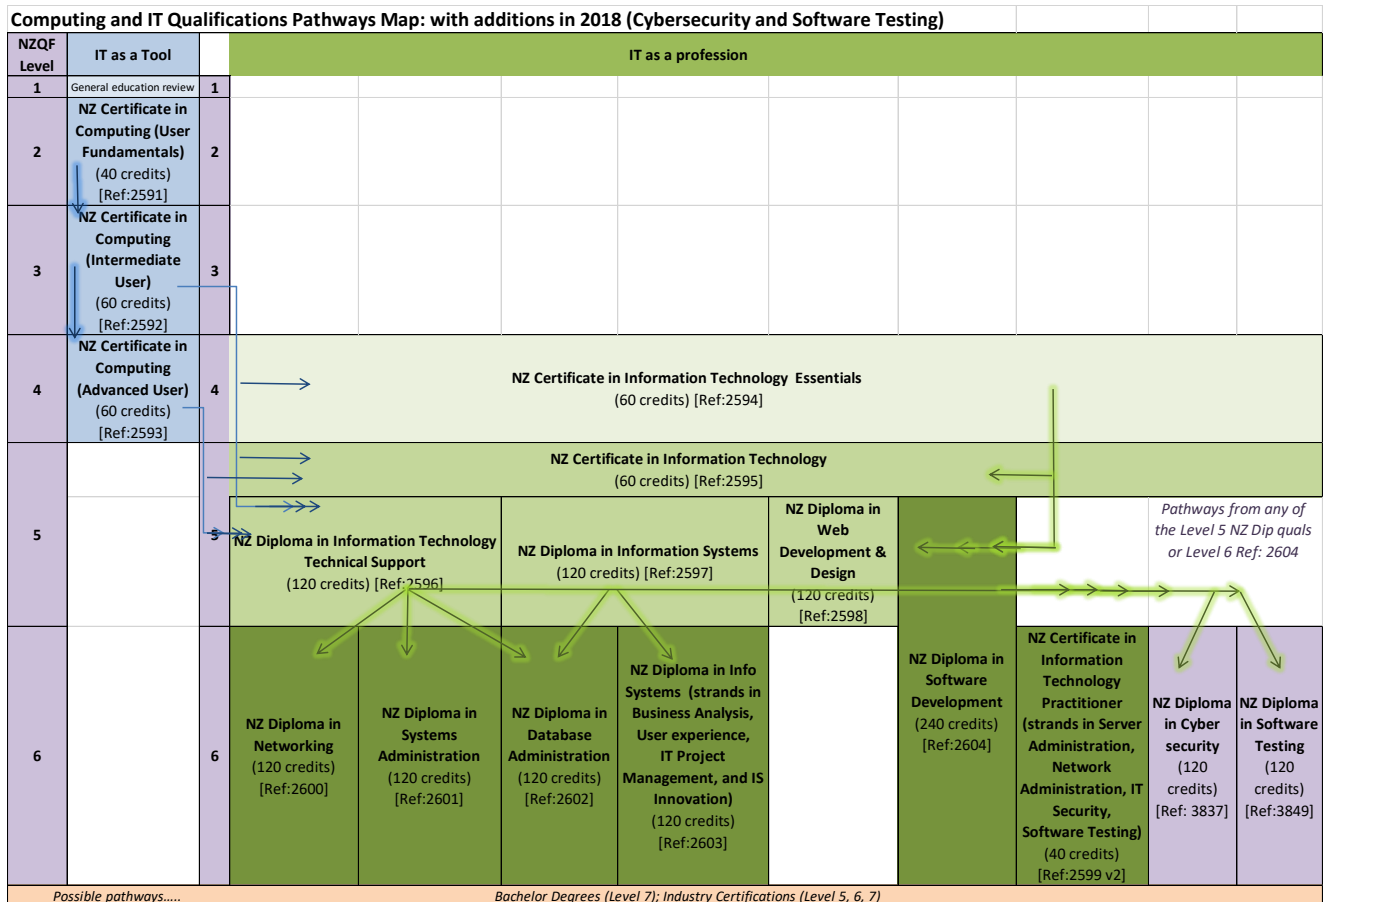 Computing and IT Qualifications Pathways Map: with additions in 2018 (Cybersecurity and Software Testing)
NZQF
Level
IT as a Tool
IT as a profession
1
General education review
1
2
NZ Certificate in
Computing (User
Fundamentals)
(40 credits)
[Ref:2591]
2
3
NZ Certificate in
Computing
(Intermediate
User)
(60 credits)
[Ref:2592]
3
4
NZ Certificate in
Computing
(Advanced User)
(60 credits)
[Ref:2593]
4
NZ Certificate in Information Technology Essentials
(60 credits) [Ref:2594]
5
5
NZ Certificate in Information Technology
(60 credits) [Ref:2595]
NZ Diploma in Information Technology
Technical Support
(120 credits) [Ref:2596]
NZ Diploma in Information Systems
(120 credits) [Ref:2597]
NZ Diploma in
Web
Development &
Design
(120 credits)
[Ref:2598]
Pathways from any of
the Level 5 NZ Dip quals
or Level 6 Ref: 2604
6
6
NZ Diploma in
Networking
(120 credits)
[Ref:2600]
NZ Diploma in
Systems
Administration
(120 credits)
[Ref:2601]
NZ Diploma in
Database
Administration
(120 credits)
[Ref:2602]
NZ Diploma in Info
Systems (strands in
Business Analysis,
User experience,
IT Project
Management, and IS
Innovation)
(120 credits)
[Ref:2603]
NZ Diploma in
Software
Development
(240 credits)
[Ref:2604]
NZ Certificate in
Information
Technology
Practitioner
(strands in Server
Administration,
Network
Administration, IT
Security,
Software Testing)
(40 credits)
[Ref:2599 v2]
NZ Diploma
in Cyber
security
(120
credits)
[Ref: 3837]
NZ Diploma
in Software
Testing
(120
credits)
[Ref:3849]
Possible pathways.....
Bachelor Degrees (Level 7); Industry Certifications (Level 5, 6, 7)